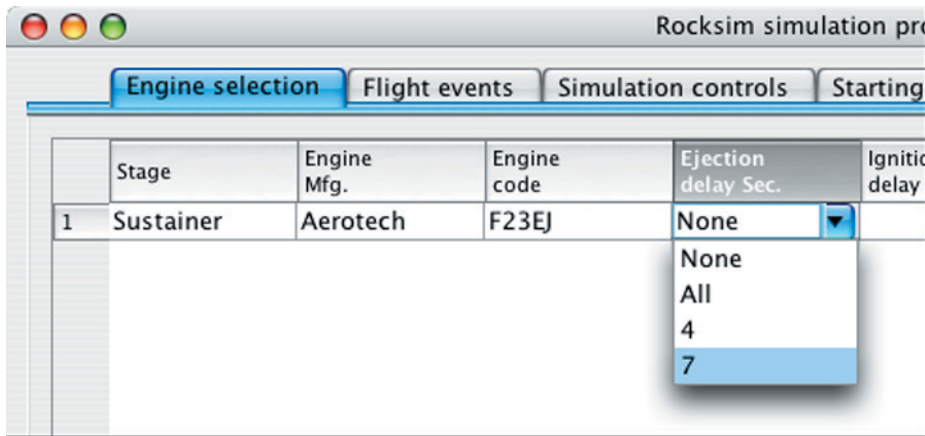 Rocksim simulation pro
Engine selection Flight events Simulation controls Starting
Stage Engine Mfg. Engine code Ejection delay Sec. Ignitio delay
1 Sustainer Aerotech F23EJ None
None
All
4
7